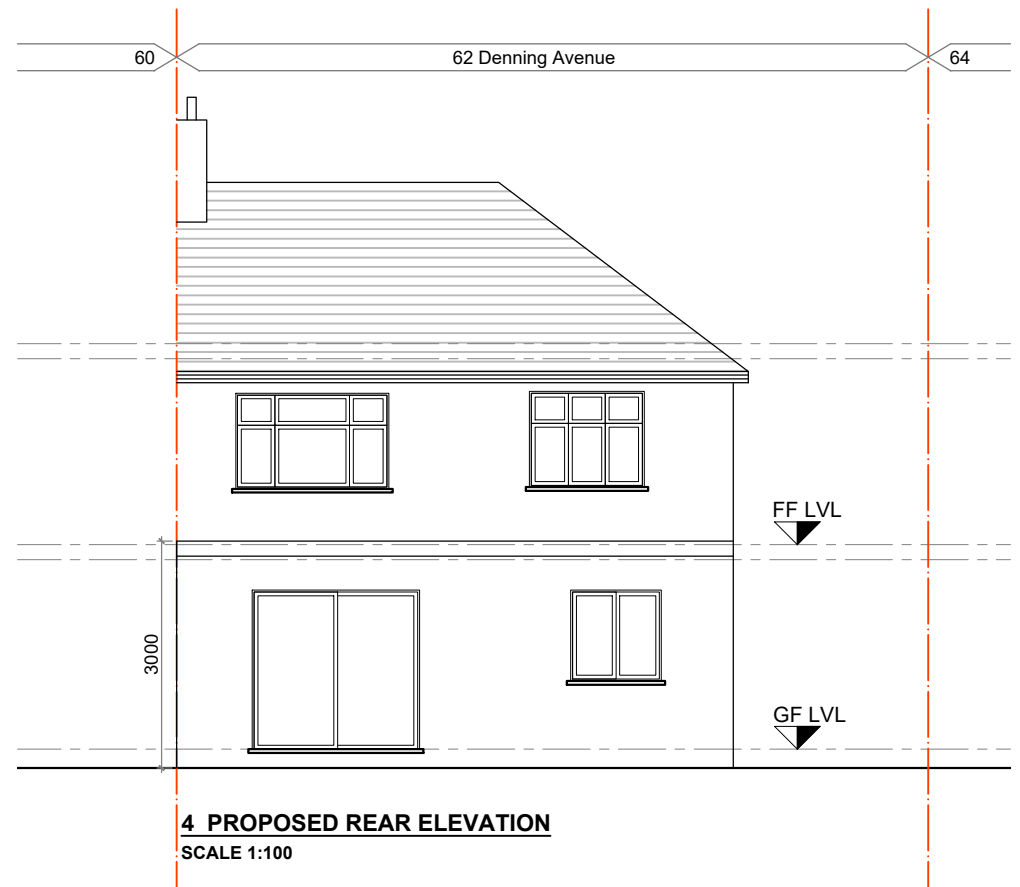 60
62 Denning Avenue
64
FF LVL
3000
GF LVL
4 PROPOSED REAR ELEVATION
SCALE 1:100